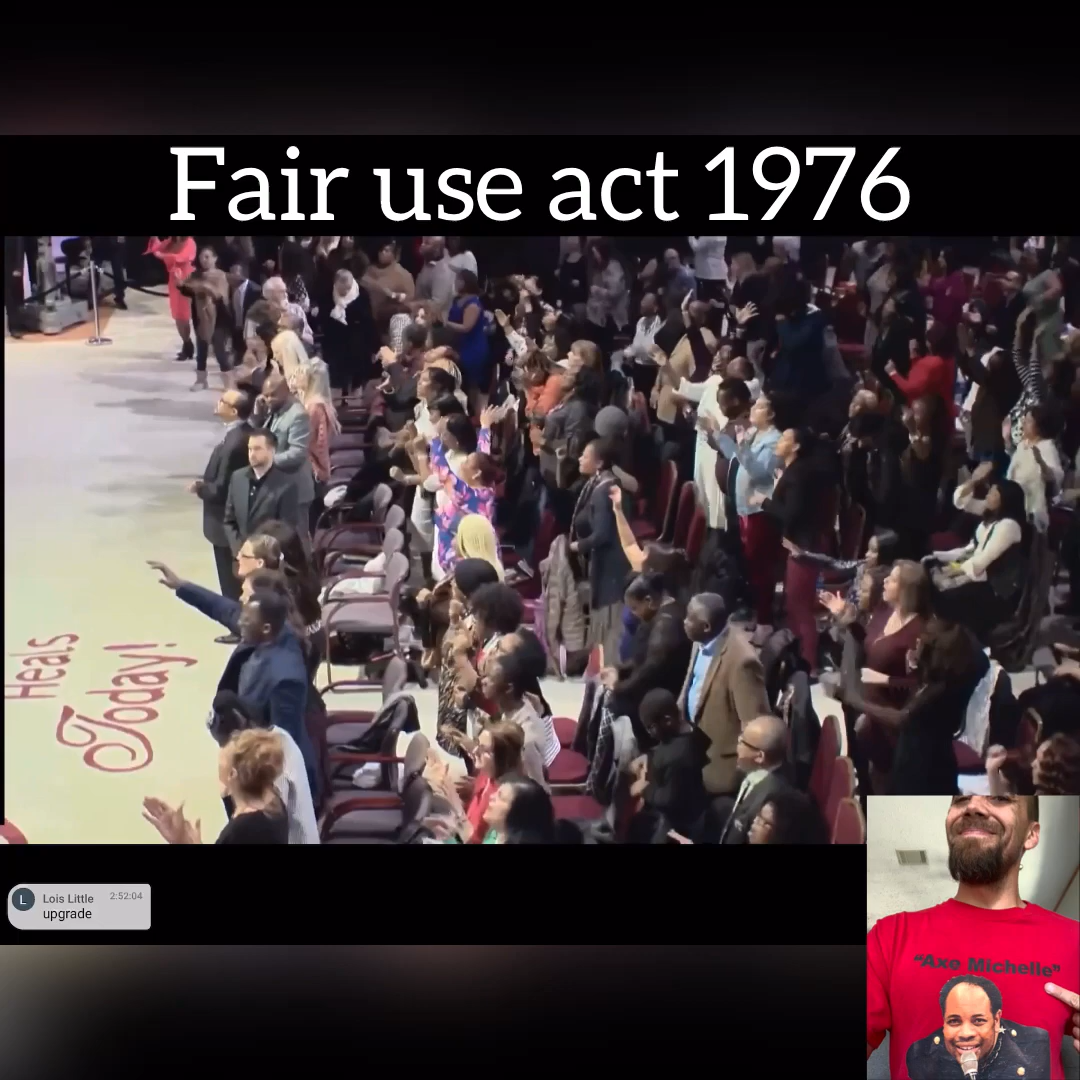 Fair use act 1976
Heals
Today!
L
Lois Little 2:52:04
upgrade
“Axe Michelle”